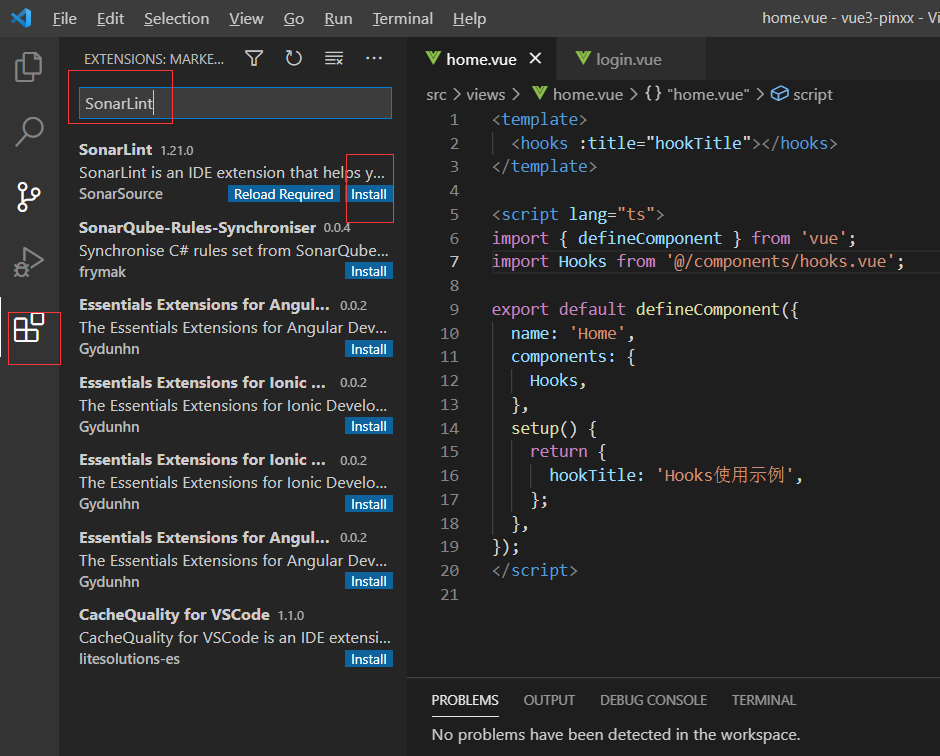 File Edit Selection View Go Run Terminal Help home.vue - vue3-pinxx - Vi
EXTENSIONS: MARKE...
SonarLint
SonarLint 1.21.0
SonarLint is an IDE extension that helps y...
SonarSource Reload Required Install
SonarQube-Rules-Synchroniser 0.0.4
Synchronise C# rules set from SonarQube...
frymak Install
Essentials Extensions for Angul... 0.0.2
The Essentials Extensions for Angular Dev...
Gydunhn Install
Essentials Extensions for Ionic ... 0.0.2
The Essentials Extensions for Ionic Develo...
Gydunhn Install
Essentials Extensions for Ionic ... 0.0.2
The Essentials Extensions for Ionic Develo...
Gydunhn Install
Essentials Extensions for Angul... 0.0.2
The Essentials Extensions for Angular Dev...
Gydunhn Install
CacheQuality for VSCode 1.1.0
CacheQuality for VSCode is an IDE extensi...
litesolutions-es Install
home.vue login.vue
src > views > home.vue > {} "home.vue" > script
1 <template>
2 <hooks :title="hookTitle"></hooks>
3 </template>
4
5 <script lang="ts">
6 import { defineComponent } from 'vue';
7 import Hooks from '@/components/hooks.vue';
8
9 export default defineComponent({
10 name: 'Home',
11 components: {
12 Hooks,
13 },
14 setup() {
15 return {
16 hookTitle: 'Hooks使用示例',
17 };
18 },
19 });
20 </script>
21
PROBLEMS OUTPUT DEBUG CONSOLE TERMINAL
No problems have been detected in the workspace.